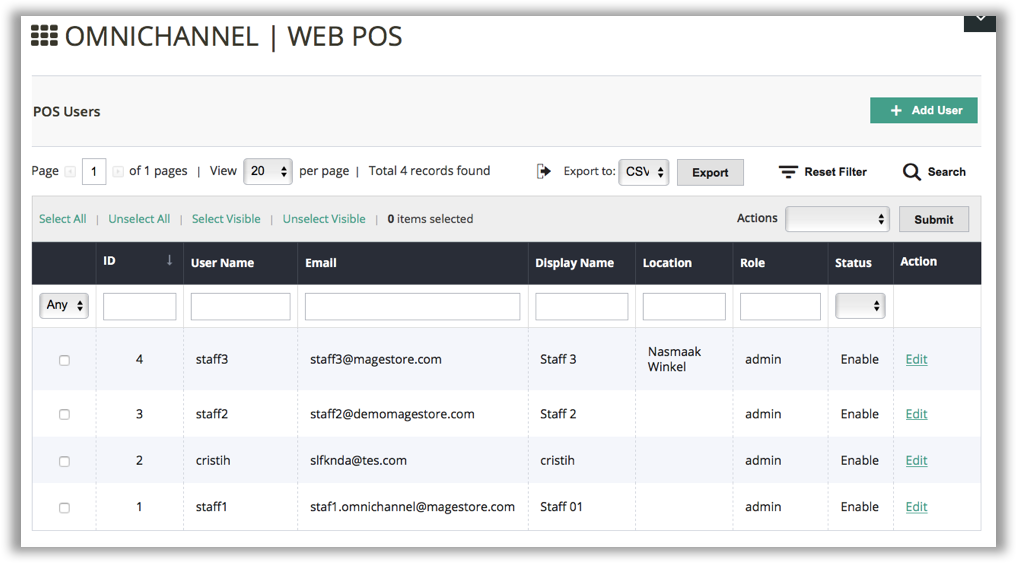 OMNICHANNEL | WEB POS
POS Users
+ Add User
Page 1 of 1 pages | View 20 per page | Total 4 records found Export to: CSV Export Reset Filter Search
Select All | Unselect All | Select Visible | Unselect Visible | 0 items selected Actions Submit
ID ↓ User Name Email Display Name Location Role Status Action
Any
4 staff3 staff3@magestore.com Staff 3 Nasmaak Winkel admin Enable Edit
3 staff2 staff2@demomagestore.com Staff 2 admin Enable Edit
2 cristih slfknda@tes.com cristih admin Enable Edit
1 staff1 staf1.omnichannel@magestore.com Staff 01 admin Enable Edit